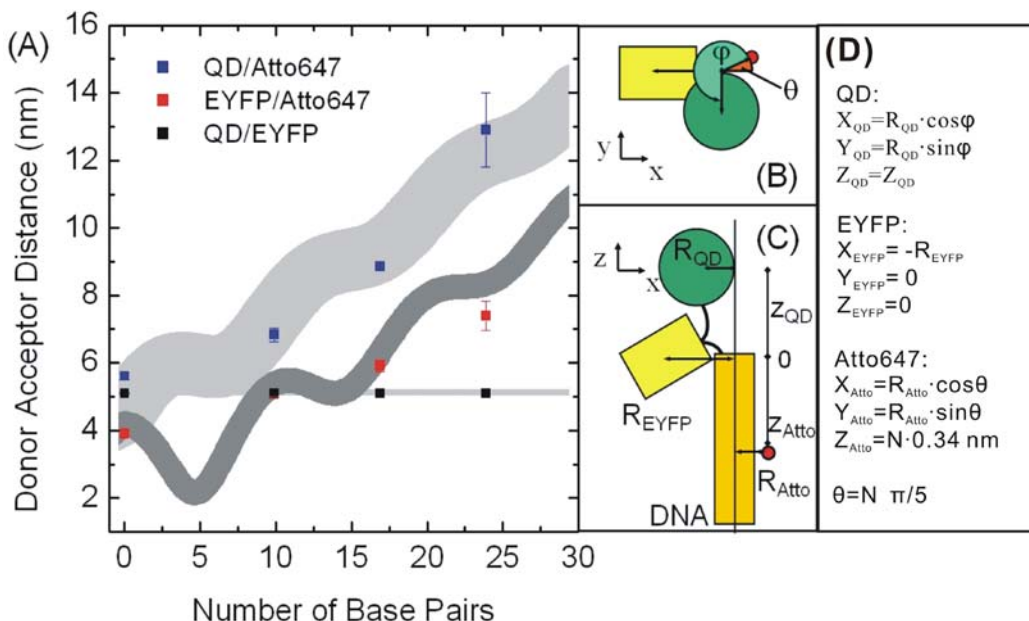 (A)
16
14
12
10
8
6
4
2
Donor Acceptor Distance (nm)
QD/Atto647
EYFP/Atto647
QD/EYFP
0
5
10
15
20
25
30
Number of Base Pairs
φ
θ
y
x
(B)
(C)
z
x
R_QD
Z_QD
0
R_EYFP
Z_Atto
R_Atto
DNA
(D)
QD:
X_QD=R_QD·cosφ
Y_QD=R_QD·sinφ
Z_QD=Z_QD
EYFP:
X_EYFP= -R_EYFP
Y_EYFP= 0
Z_EYFP=0
Atto647:
X_Atto=R_Atto·cosθ
Y_Atto=R_Atto·sinθ
Z_Atto=N·0.34 nm
θ=N π/5